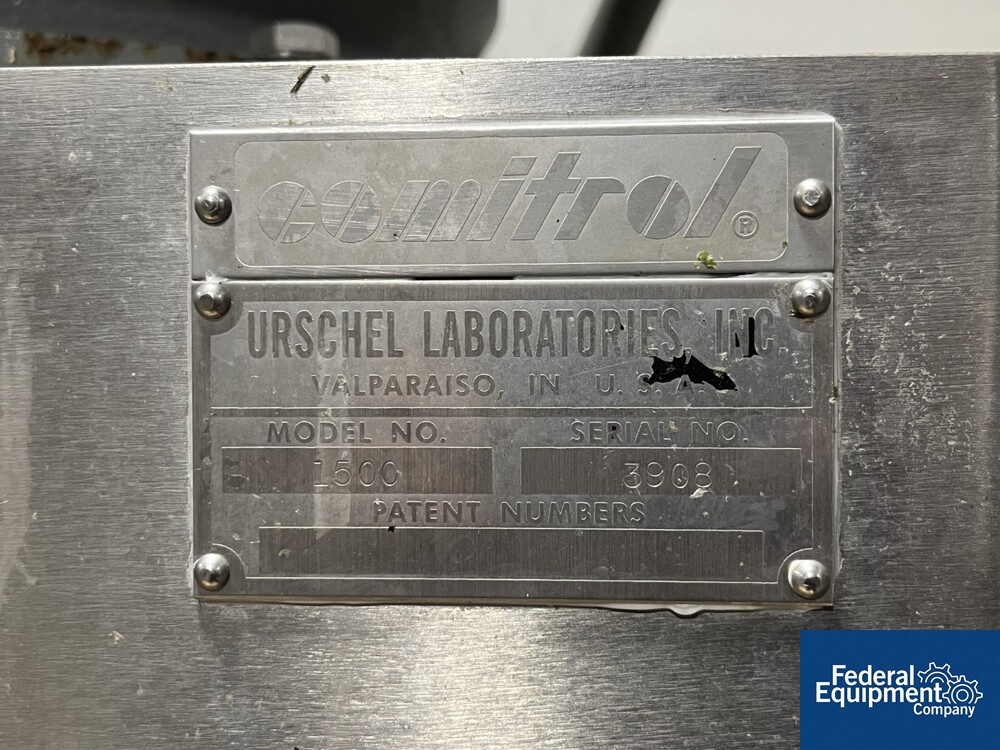 comitrol®
URSCHEL LABORATORIES, INC.
VALPARAISO, IN U.S.A.
MODEL NO. SERIAL NO.
1500 3908
PATENT NUMBERS
Federal
Equipment
Company